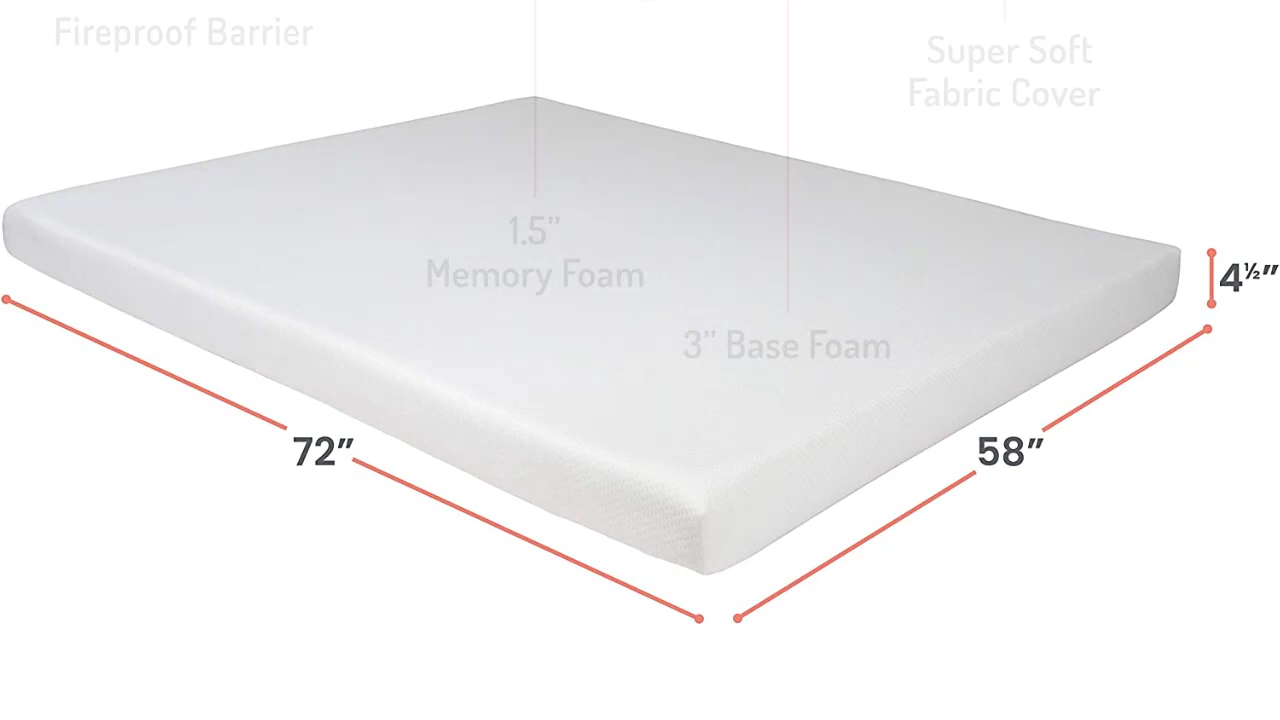 Fireproof Barrier
Super Soft
Fabric Cover
1.5”
Memory Foam
3” Base Foam
4½”
72”
58”